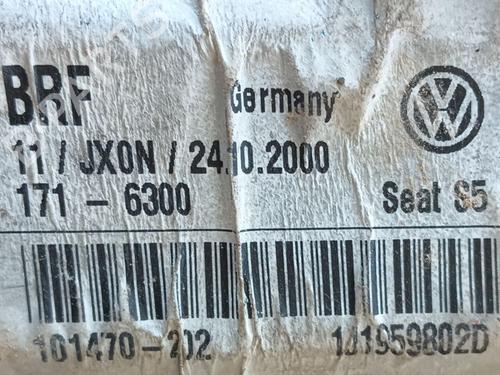 BRF Germany
11 / JXON / 24.10.2000
171 - 6300 Seat S5
101470-202 1J1959802D